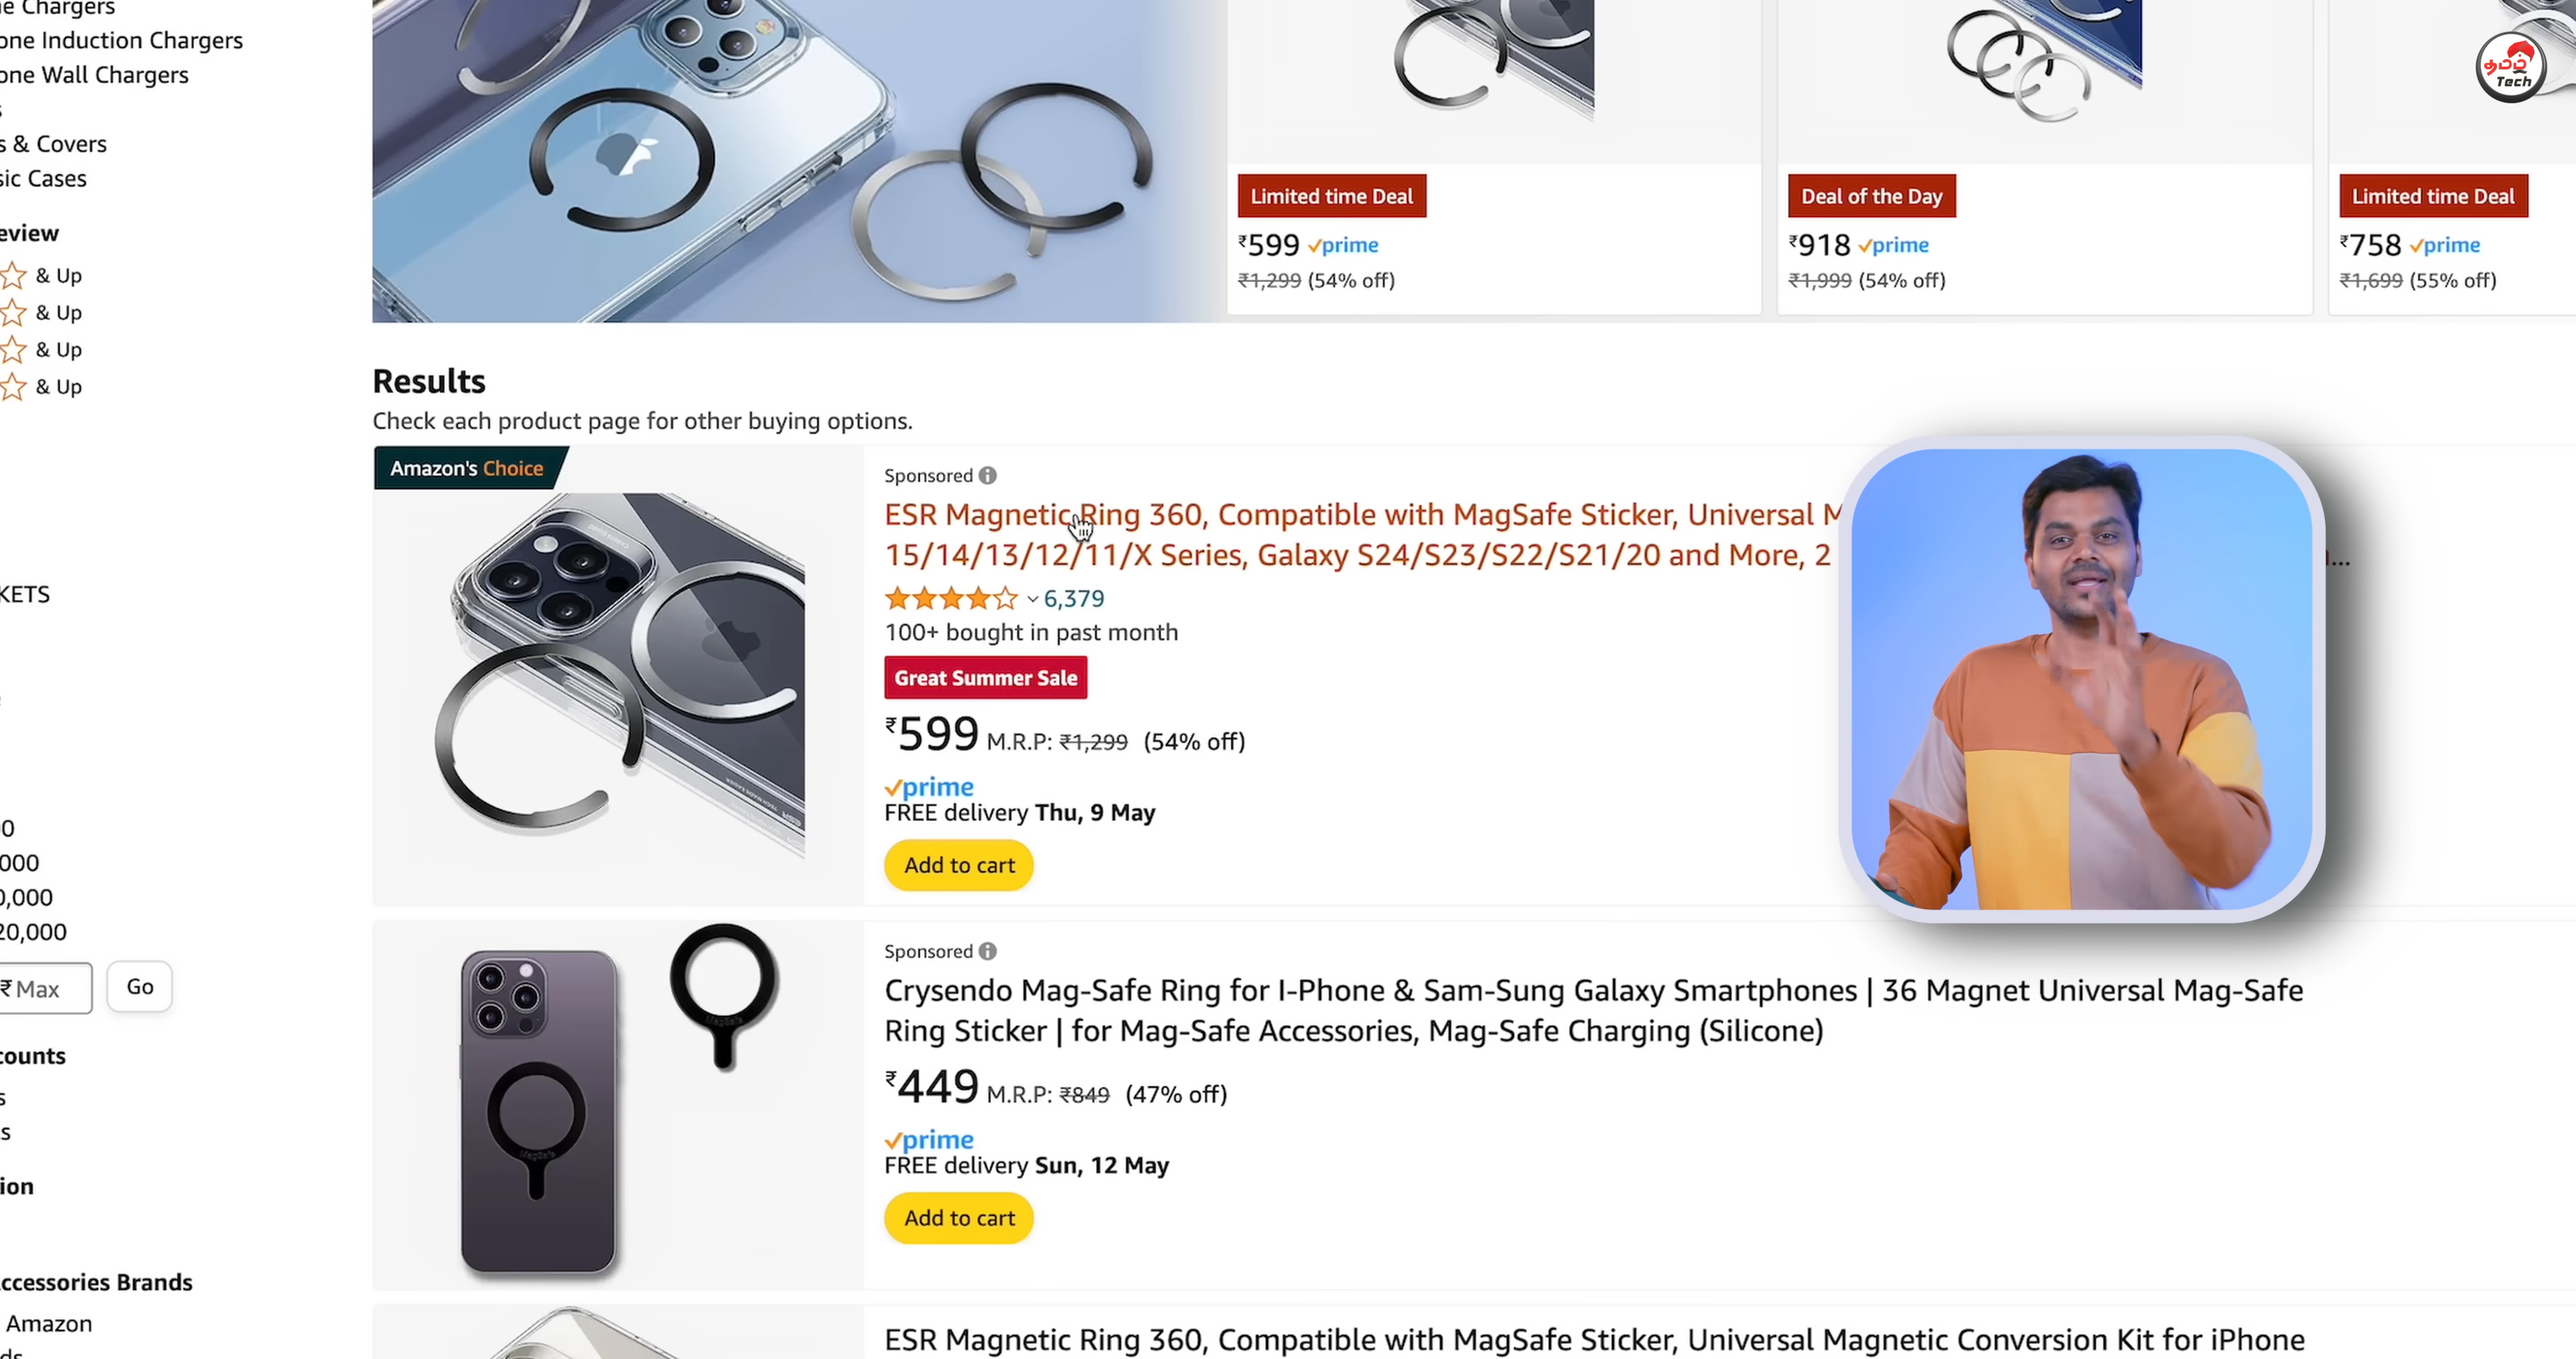 e Chargers
one Induction Chargers
one Wall Chargers
s & Covers
sic Cases
eview
& Up
& Up
& Up
& Up
KETS
00
000
0,000
20,000
₹ Max
Go
counts
s
ts
ion
ccessories Brands
Amazon
ds
தமிழ்
Tech
Limited time Deal
₹599 prime
₹1,299 (54% off)
Deal of the Day
₹918 prime
₹1,999 (54% off)
Limited time Deal
₹758 prime
₹1,699 (55% off)
Results
Check each product page for other buying options.
Amazon's Choice
Sponsored
ESR Magnetic Ring 360, Compatible with MagSafe Sticker, Universal M
15/14/13/12/11/X Series, Galaxy S24/S23/S22/S21/20 and More, 2 ...
6,379
100+ bought in past month
Great Summer Sale
₹599 M.R.P: ₹1,299 (54% off)
prime
FREE delivery Thu, 9 May
Add to cart
Sponsored
Crysendo Mag-Safe Ring for I-Phone & Sam-Sung Galaxy Smartphones | 36 Magnet Universal Mag-Safe
Ring Sticker | for Mag-Safe Accessories, Mag-Safe Charging (Silicone)
₹449 M.R.P: ₹849 (47% off)
prime
FREE delivery Sun, 12 May
Add to cart
MagSafe
MagSafe
ESR Magnetic Ring 360, Compatible with MagSafe Sticker, Universal Magnetic Conversion Kit for iPhone